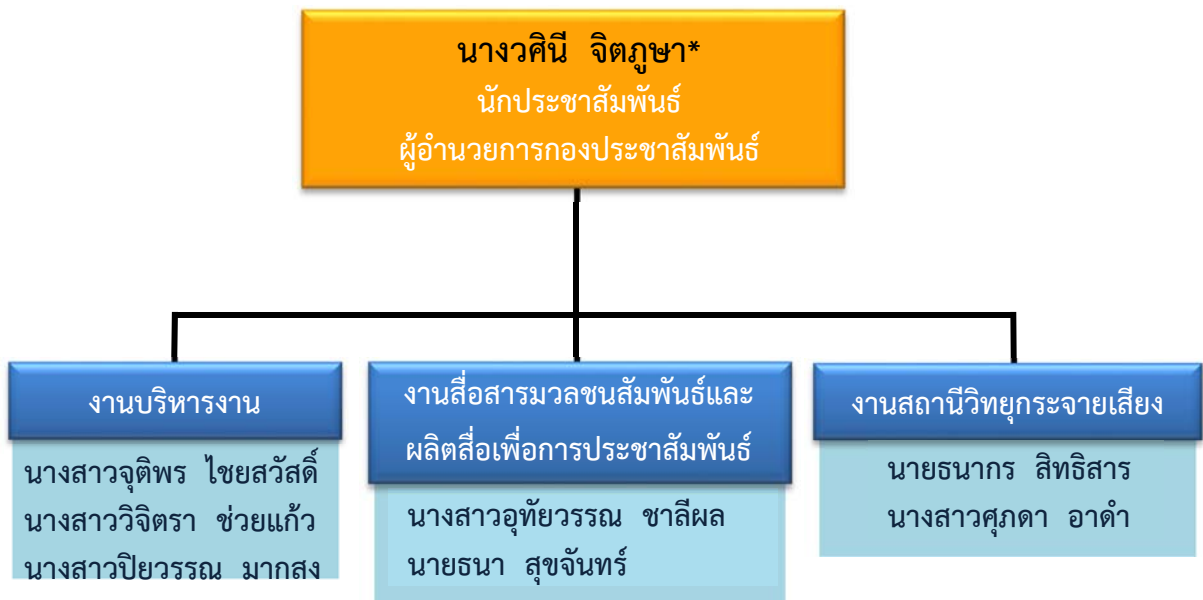 นางวศินี จิตภูษา*
นักประชาสัมพันธ์
ผู้อำนวยการกองประชาสัมพันธ์
งานบริหารงาน
นางสาวจุติพร ไชยสวัสดิ์
นางสาววิจิตรา ช่วยแก้ว
นางสาวปิยวรรณ มากสง
งานสื่อสารมวลชนสัมพันธ์และ
ผลิตสื่อเพื่อการประชาสัมพันธ์
นางสาวอุทัยวรรณ ชาลีผล
นายธนา สุขจันทร์
งานสถานีวิทยุกระจายเสียง
นายธนากร สิทธิสาร
นางสาวศุภดา อาดำ